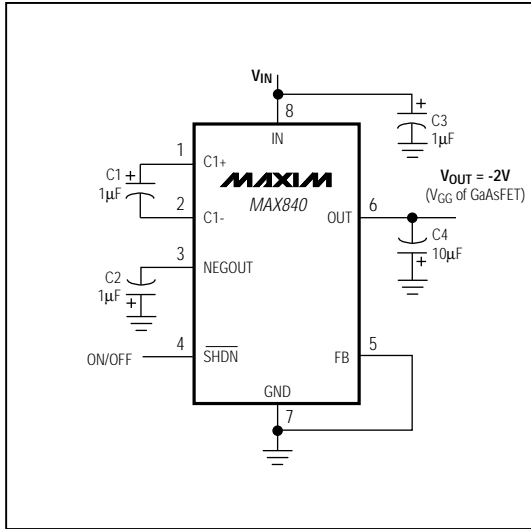 VIN
8
IN
+
C3
1µF
1
C1+
C1
+
1µF
MAXIM
MAX840
VOUT = -2V
(VGG of GaAsFET)
2
C1-
OUT
6
C4
10µF
+
3
NEGOUT
C2
1µF
+
4
SHDN
ON/OFF
FB
5
GND
7